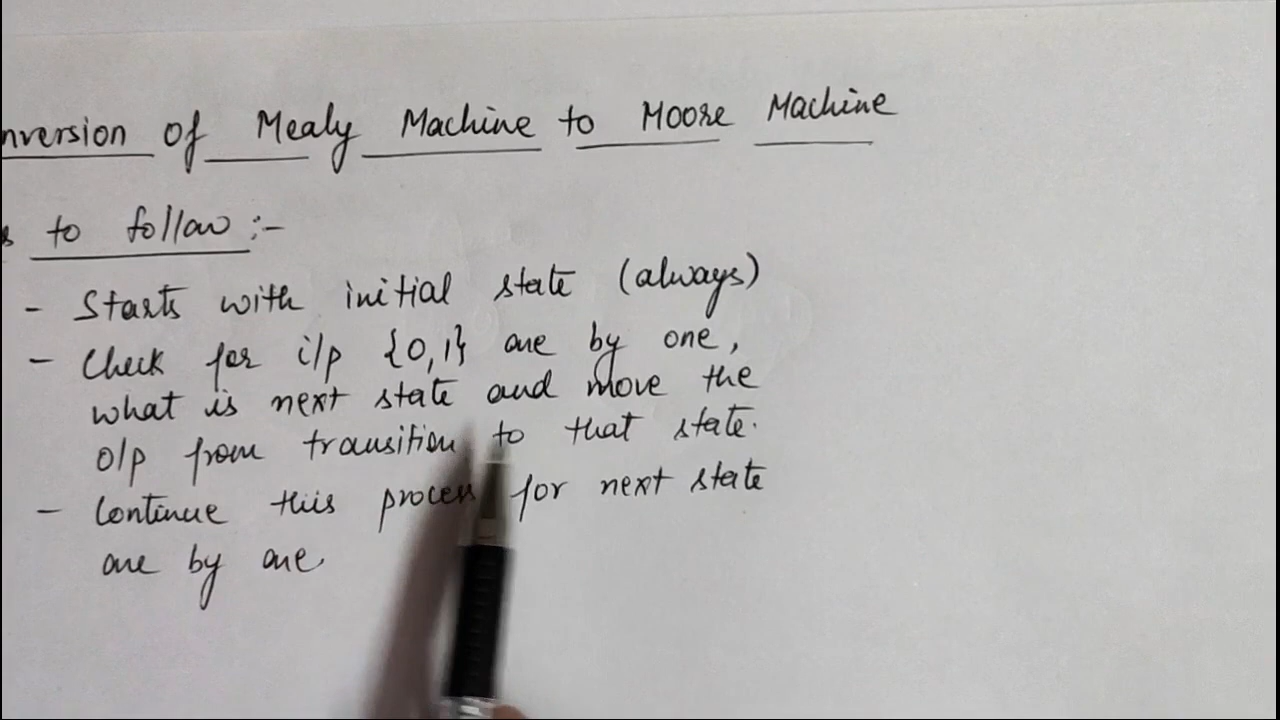 nversion of Mealy Machine to Moore Machine
s to follow :-
- Starts with initial state (always)
- Check for i/p {0,1} one by one,
what is next state and move the
o/p from transition to that state.
- Continue this process for next state
one by one.